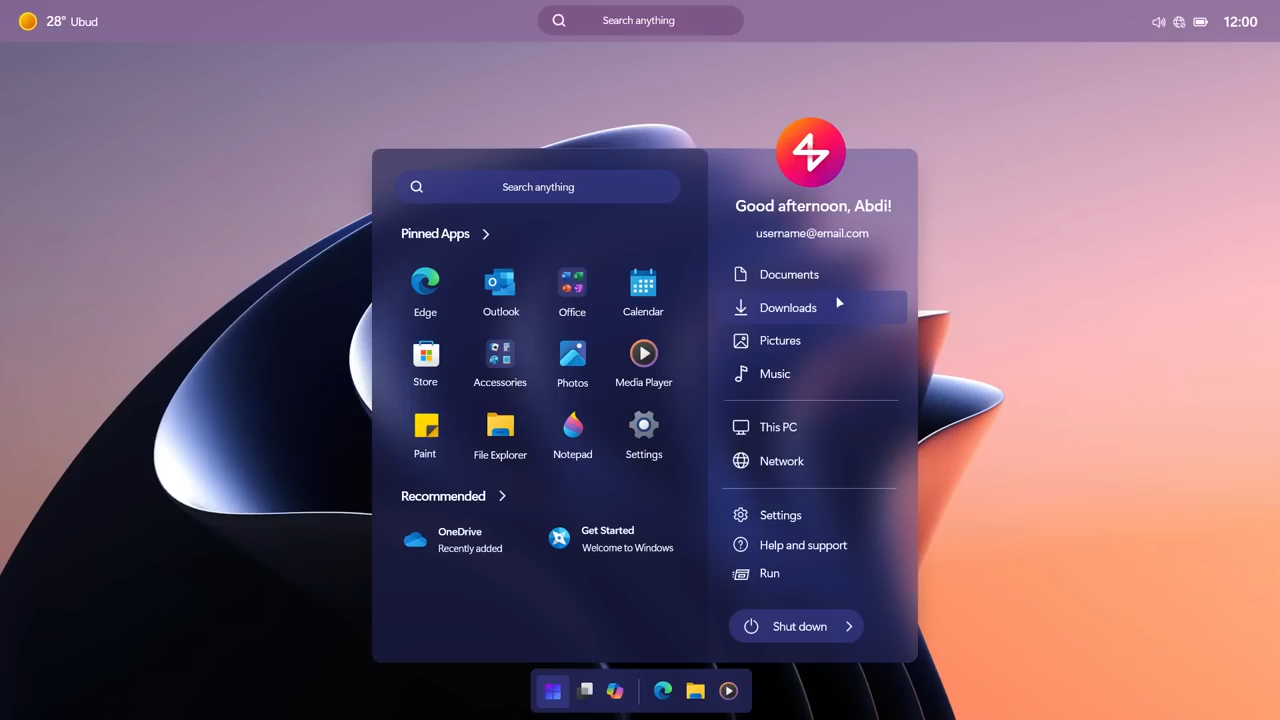 28° Ubud
Search anything
12:00
Search anything
Pinned Apps
Edge
Outlook
Office
Calendar
Store
Accessories
Photos
Media Player
Paint
File Explorer
Notepad
Settings
Recommended
OneDrive
Recently added
Get Started
Welcome to Windows
Good afternoon, Abdi!
username@email.com
Documents
Downloads
Pictures
Music
This PC
Network
Settings
Help and support
Run
Shut down